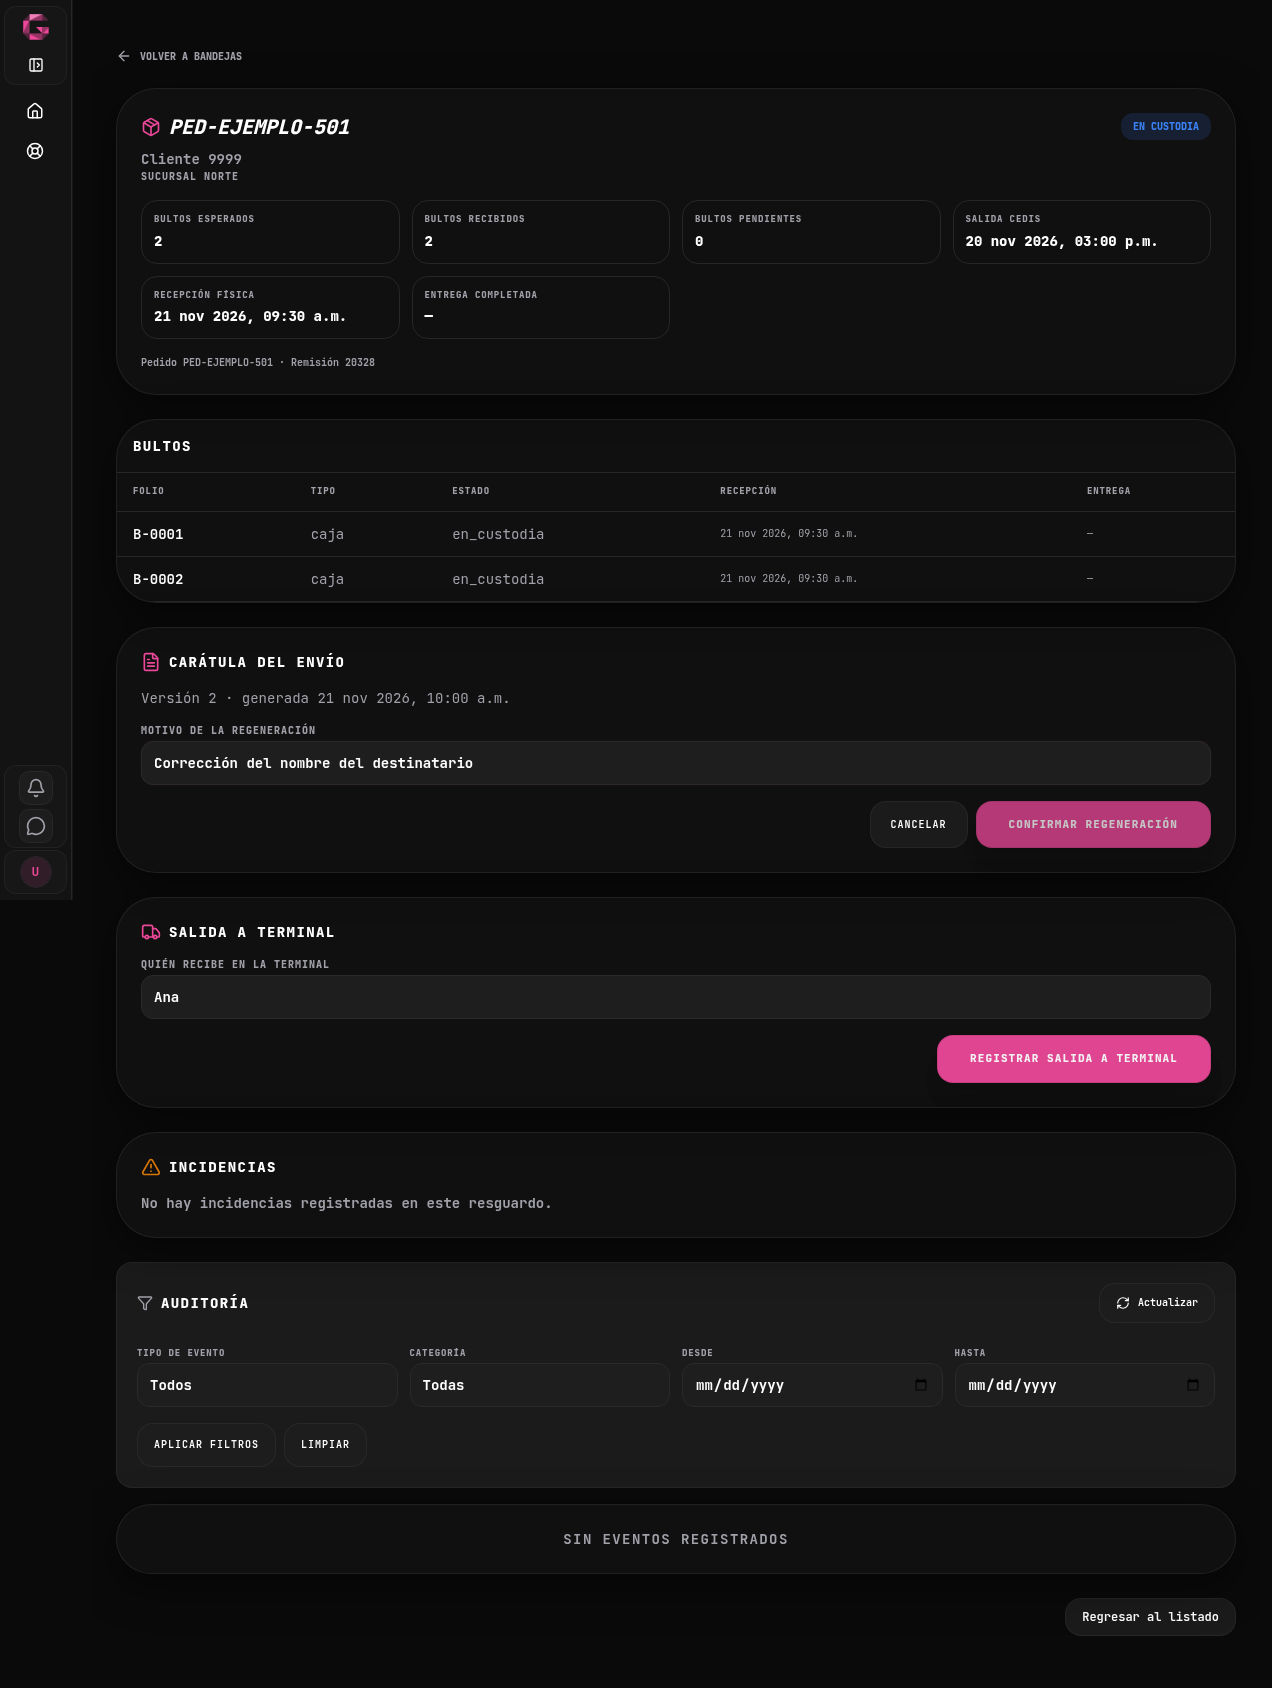 VOLVER A BANDEJAS
PED-EJEMPLO-501
EN CUSTODIA
Cliente 9999
SUCURSAL NORTE
BULTOS ESPERADOS
2
BULTOS RECIBIDOS
2
BULTOS PENDIENTES
0
SALIDA CEDIS
20 nov 2026, 03:00 p.m.
RECEPCIÓN FÍSICA
21 nov 2026, 09:30 a.m.
ENTREGA COMPLETADA
—
Pedido PED-EJEMPLO-501 · Remisión 20328
BULTOS
FOLIO TIPO ESTADO RECEPCIÓN ENTREGA
B-0001 caja en_custodia 21 nov 2026, 09:30 a.m. —
B-0002 caja en_custodia 21 nov 2026, 09:30 a.m. —
CARÁTULA DEL ENVÍO
Versión 2 · generada 21 nov 2026, 10:00 a.m.
MOTIVO DE LA REGENERACIÓN
Corrección del nombre del destinatario
CANCELAR
CONFIRMAR REGENERACIÓN
SALIDA A TERMINAL
QUIÉN RECIBE EN LA TERMINAL
Ana
REGISTRAR SALIDA A TERMINAL
INCIDENCIAS
No hay incidencias registradas en este resguardo.
U
AUDITORÍA
Actualizar
TIPO DE EVENTO
Todos
CATEGORÍA
Todas
DESDE
mm/dd/yyyy
HASTA
mm/dd/yyyy
APLICAR FILTROS
LIMPIAR
SIN EVENTOS REGISTRADOS
Regresar al listado